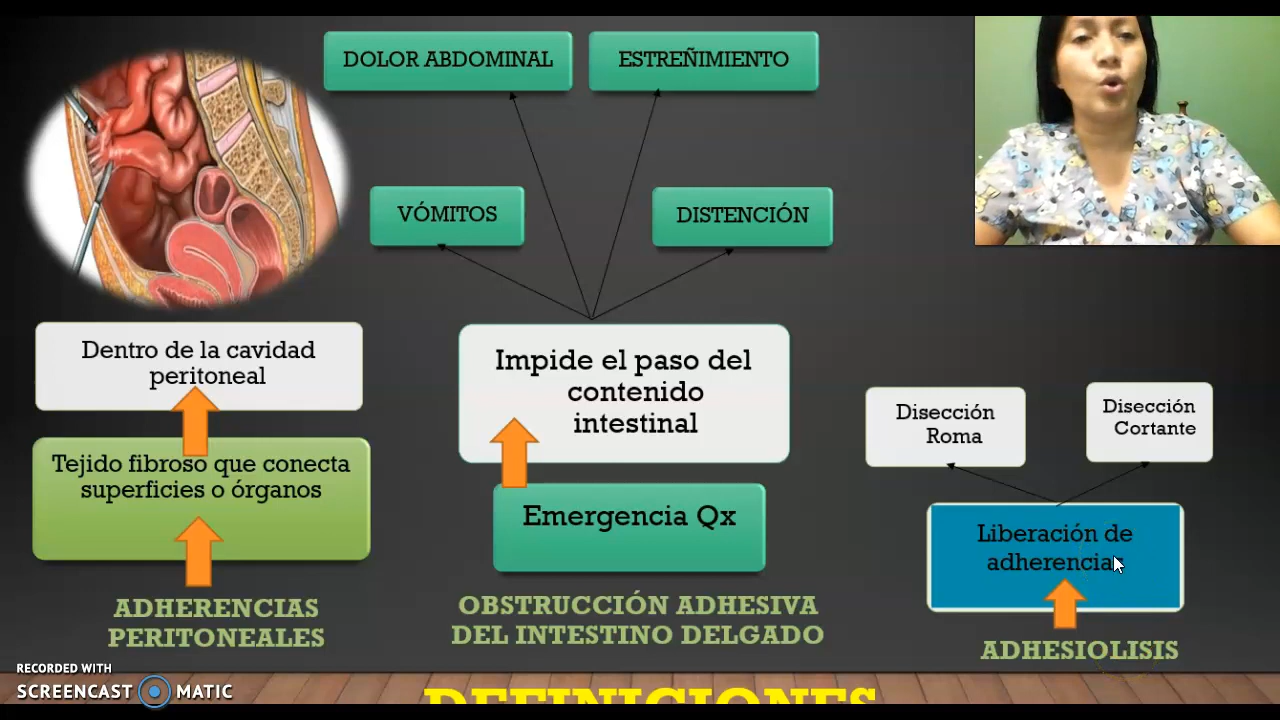 DOLOR ABDOMINAL
ESTREÑIMIENTO
VÓMITOS
DISTENCIÓN
Dentro de la cavidad
peritoneal
Tejido fibroso que conecta
superficies o órganos
ADHERENCIAS
PERITONEALES
Impide el paso del
contenido
intestinal
Emergencia Qx
OBSTRUCCIÓN ADHESIVA
DEL INTESTINO DELGADO
Disección
Roma
Disección
Cortante
Liberación de
adherencias
ADHESIOLISIS
RECORDED WITH
SCREENCAST MATIC
DEFINICIONES